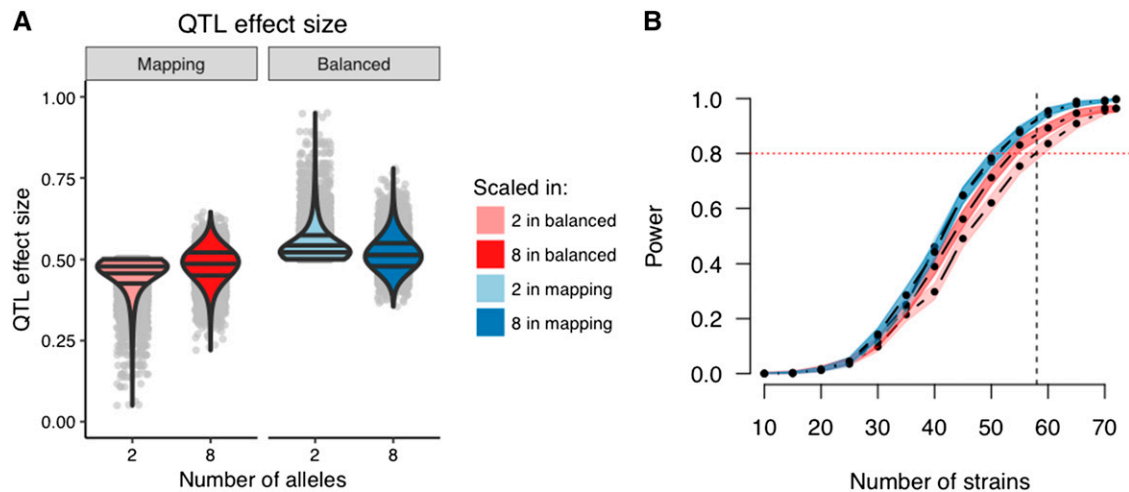 A
QTL effect size
Mapping Balanced
QTL effect size
1.00
0.75
0.50
0.25
0.00
2 8 2 8
Number of alleles
Scaled in:
2 in balanced
8 in balanced
2 in mapping
8 in mapping
B
Power
1.0
0.8
0.6
0.4
0.2
0.0
10 20 30 40 50 60 70
Number of strains